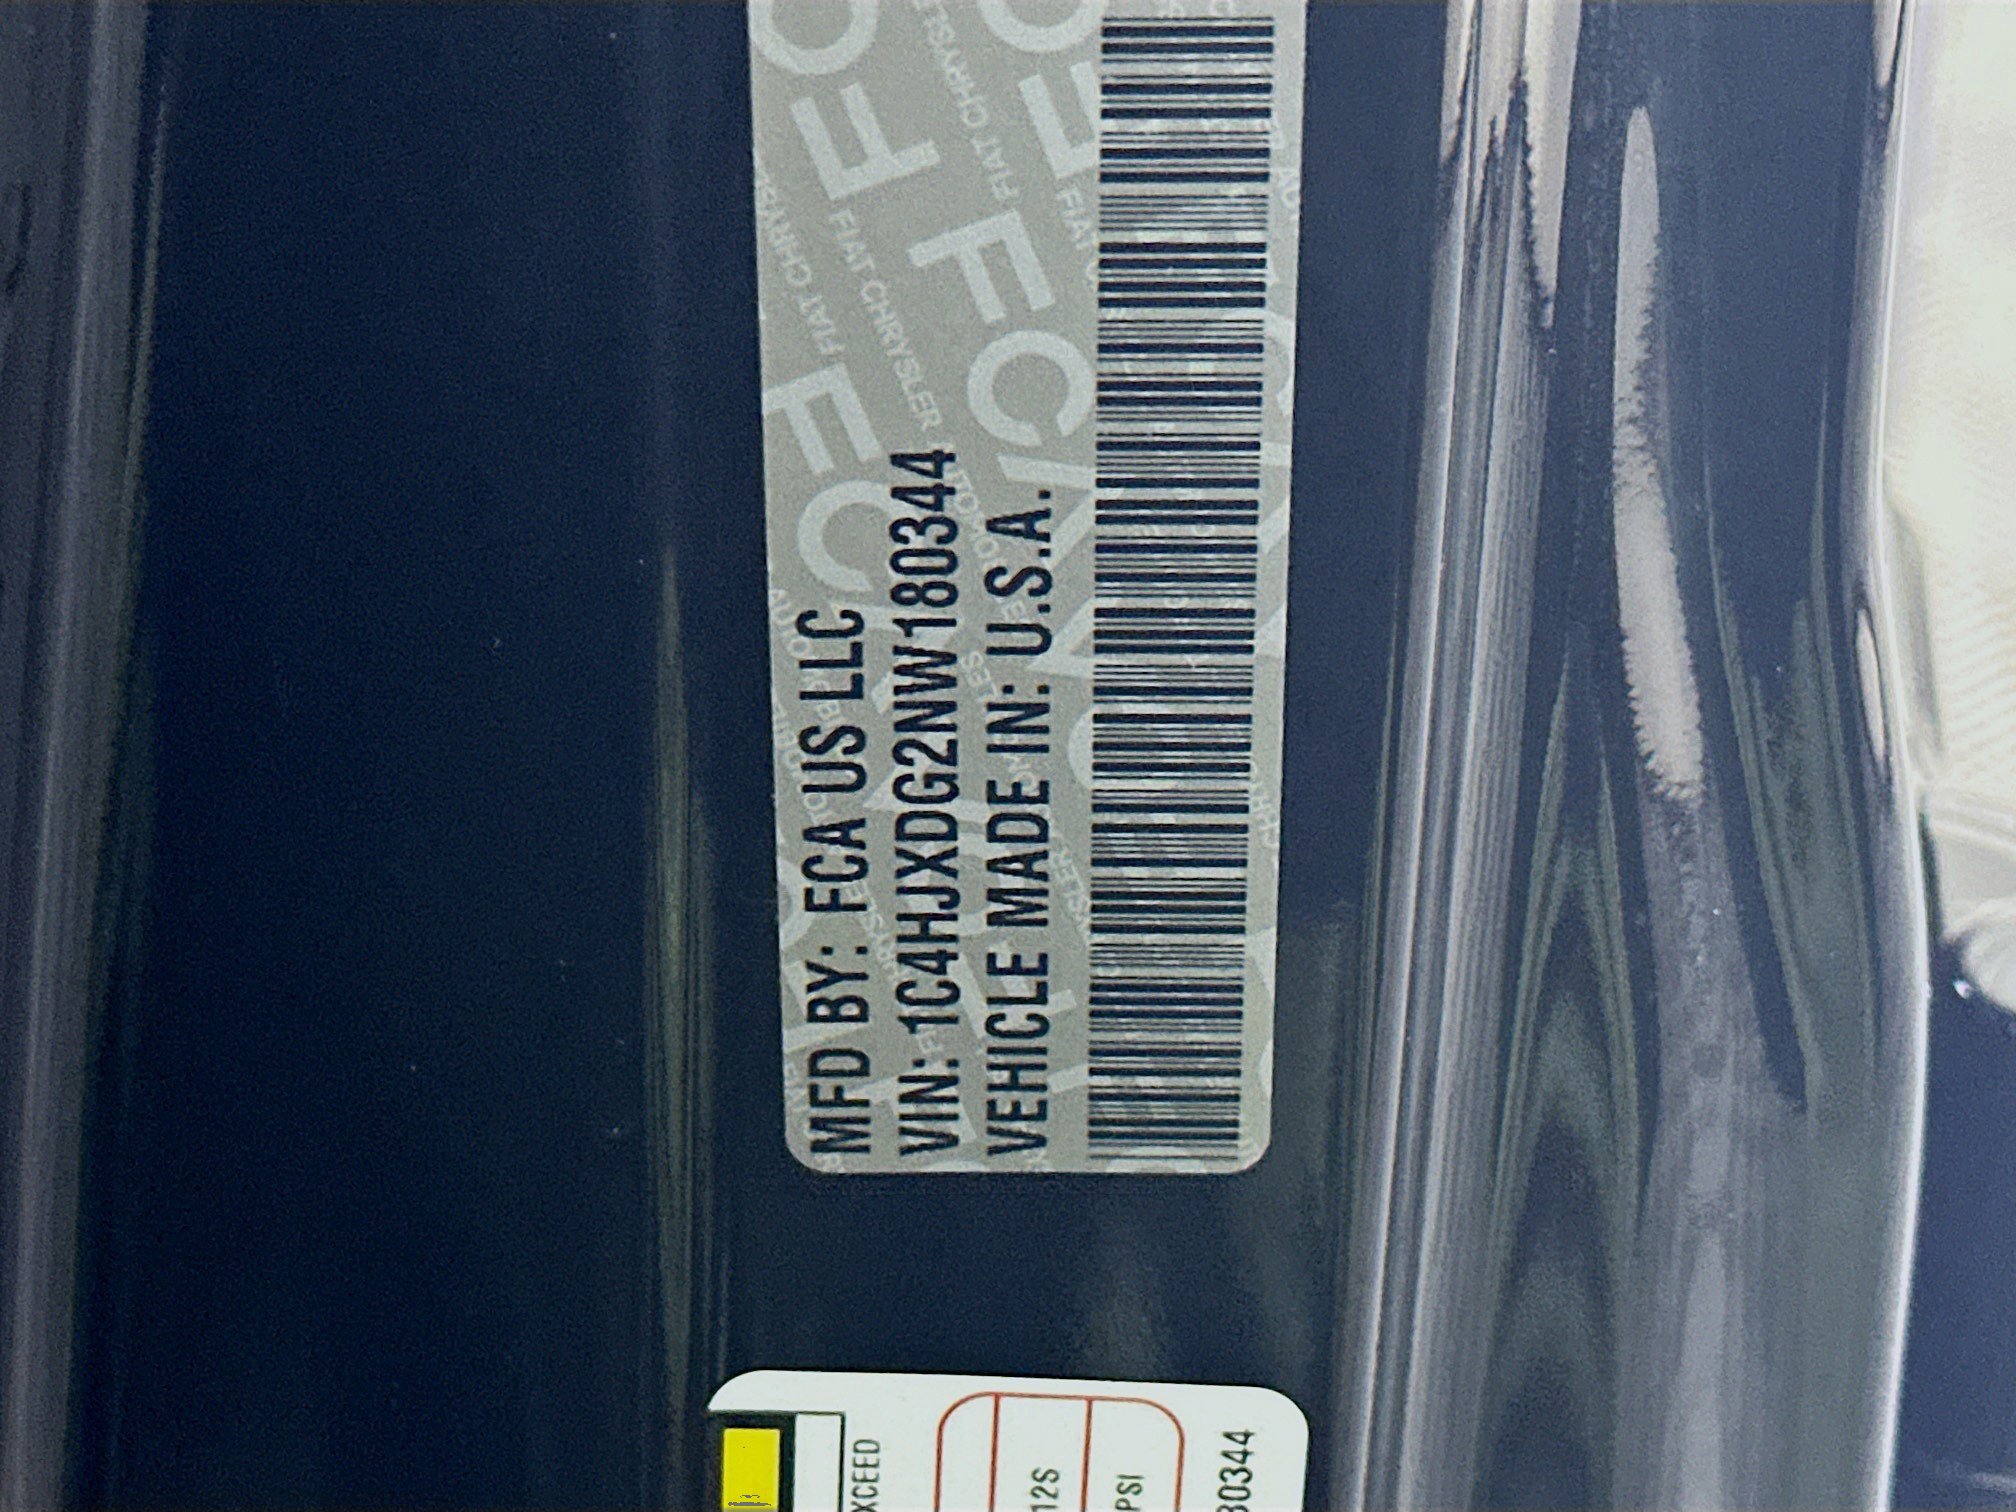 MFD BY: FCA US LLC
VIN: 1C4HJXDG2NW180344
VEHICLE MADE IN: U.S.A.
XCEED
12S
PSI
80344